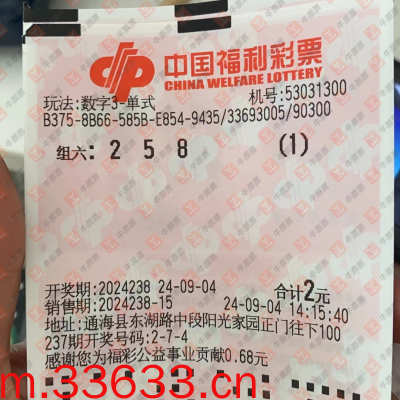 中国福利彩票
CHINA WELFARE LOTTERY
玩法:数字3-单式 机号:53031300
B375-8B66-585B-E854-9435/33693005/90300
组六: 2 5 8 (1)
开奖期:2024238 24-09-04 合计2元
销售期:2024238-15 24-09-04 14:15:40
地址:通海县东湖路中段阳光家园正门往下100
237期开奖号码:2-7-4
感谢您为福彩公益事业贡献0.68元
m.33633.cn